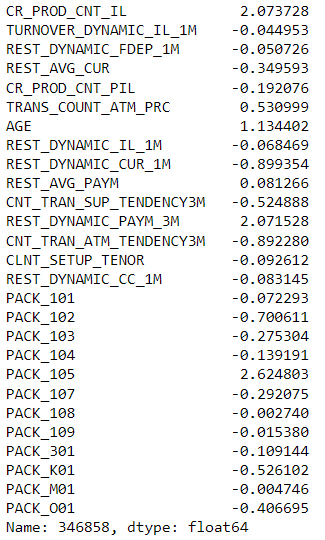 CR_PROD_CNT_IL 2.073728
TURNOVER_DYNAMIC_IL_1M -0.044953
REST_DYNAMIC_FDEP_1M -0.050726
REST_AVG_CUR -0.349593
CR_PROD_CNT_PIL -0.192076
TRANS_COUNT_ATM_PRC 0.530999
AGE 1.134402
REST_DYNAMIC_IL_1M -0.068469
REST_DYNAMIC_CUR_1M -0.899354
REST_AVG_PAYM 0.081266
CNT_TRAN_SUP_TENDENCY3M -0.524888
REST_DYNAMIC_PAYM_3M 2.071528
CNT_TRAN_ATM_TENDENCY3M -0.892280
CLNT_SETUP_TENOR -0.092612
REST_DYNAMIC_CC_1M -0.083145
PACK_101 -0.072293
PACK_102 -0.700611
PACK_103 -0.275304
PACK_104 -0.139191
PACK_105 2.624803
PACK_107 -0.292075
PACK_108 -0.002740
PACK_109 -0.015380
PACK_301 -0.109144
PACK_K01 -0.526102
PACK_M01 -0.004746
PACK_O01 -0.406695
Name: 346858, dtype: float64